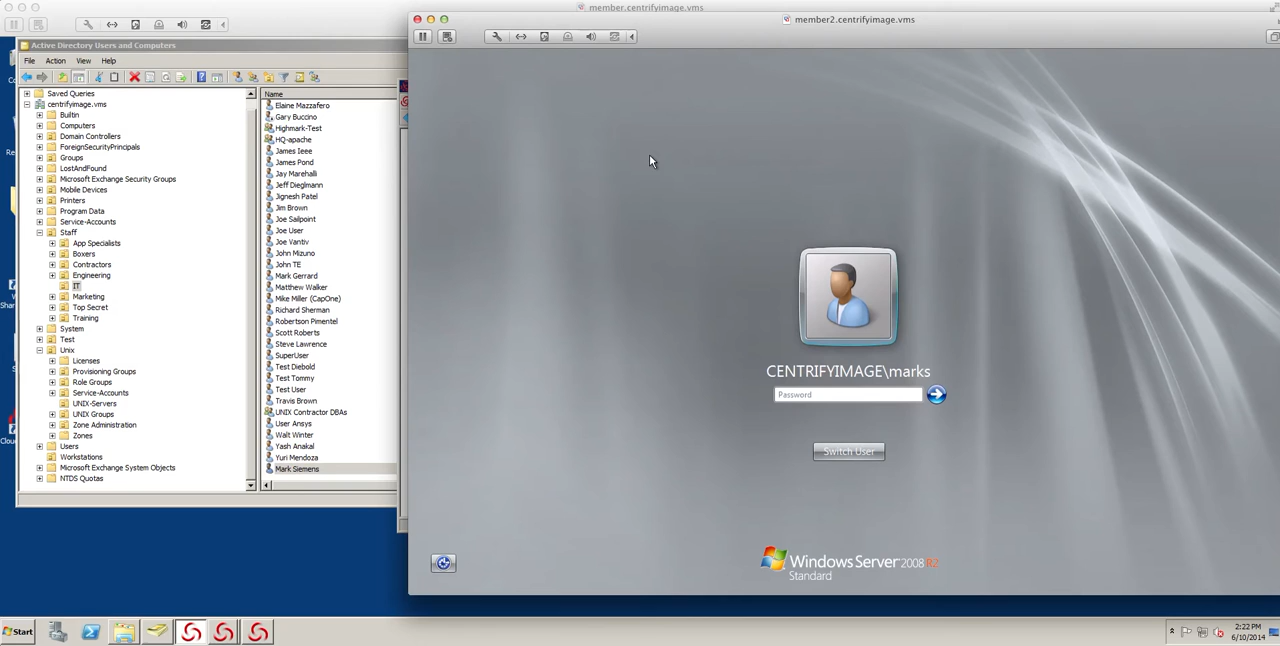 member.centrifyimage.vms
member2.centrifyimage.vms
Active Directory Users and Computers
File Action View Help
Saved Queries
centrifyimage.vms
Builtin
Computers
Domain Controllers
ForeignSecurityPrincipals
Groups
LostAndFound
Microsoft Exchange Security Groups
Mobile Devices
Printers
Program Data
Service-Accounts
Staff
App Specialists
Boxers
Contractors
Engineering
IT
Marketing
Top Secret
Training
System
Test
Unix
Licenses
Provisioning Groups
Role Groups
Service-Accounts
UNIX-Servers
UNIX Groups
Zone Administration
Zones
Users
Workstations
Microsoft Exchange System Objects
NTDS Quotas
Name
Elaine Mazzafero
Gary Buccino
Highmark-Test
HQ-apache
James Ieee
James Pond
Jay Marehalli
Jeff Dieglmann
Jignesh Patel
Jim Brown
Joe Sailpoint
Joe User
Joe Vantiv
John Mizuno
John TE
Mark Gerrard
Matthew Walker
Mike Miller (CapOne)
Richard Sherman
Robertson Pimentel
Scott Roberts
Steve Lawrence
SuperUser
Test Diebold
Test Tommy
Test User
Travis Brown
UNIX Contractor DBAs
User Ansys
Walt Winter
Yash Anakal
Yuri Mendoza
Mark Siemens
CENTRIFYIMAGE\marks
Password
Switch User
Windows Server 2008 R2
Standard
Start
2:22 PM
6/10/2014